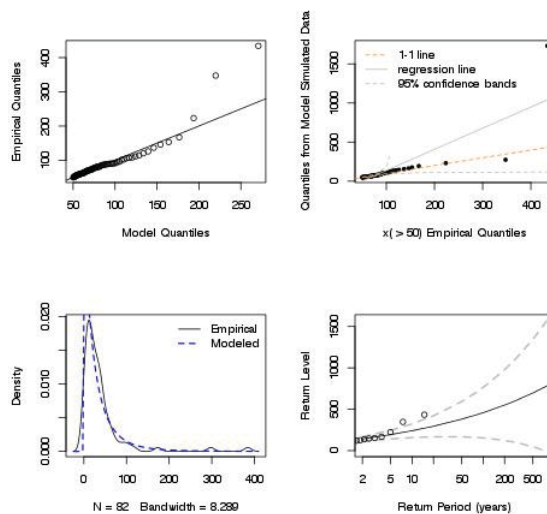 Empirical Quantiles
100 200 300 400
50 100 150 200 250
Model Quantiles
Quantiles from Model Simulated Data
0 500 1000 1500
1-1 line
regression line
95% confidence bands
100 200 300 400
x( > 50) Empirical Quantiles
Density
0.000 0.010 0.020
Empirical
Modeled
0 100 200 300 400
N = 82 Bandwidth = 8.289
Return Level
0 500 1000 1500
2 5 10 50 200 500
Return Period (years)